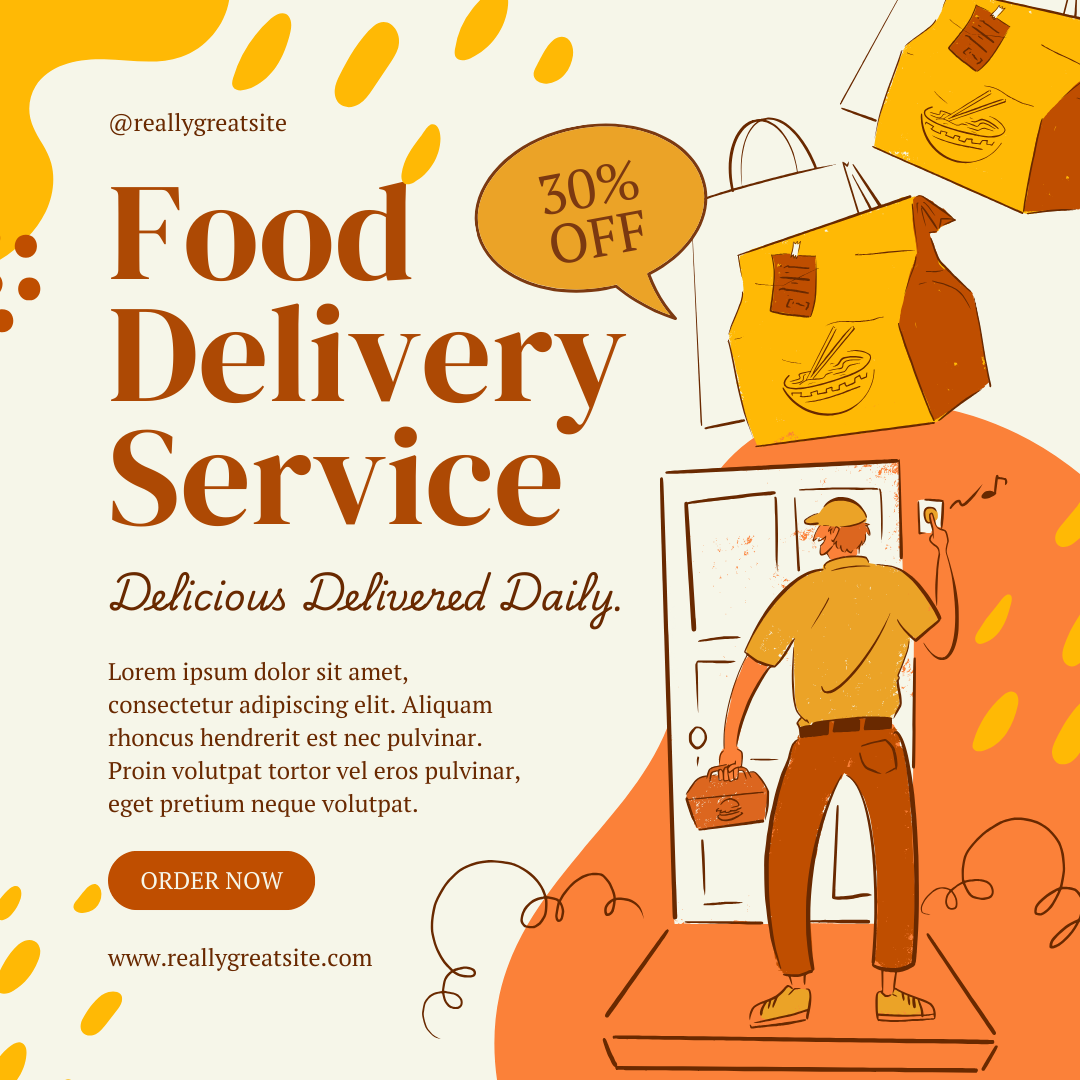 @reallygreatsite
30%
OFF
Food
Delivery
Service
Delicious Delivered Daily.
Lorem ipsum dolor sit amet,
consectetur adipiscing elit. Aliquam
rhoncus hendrerit est nec pulvinar.
Proin volutpat tortor vel eros pulvinar,
eget pretium neque volutpat.
ORDER NOW
www.reallygreatsite.com